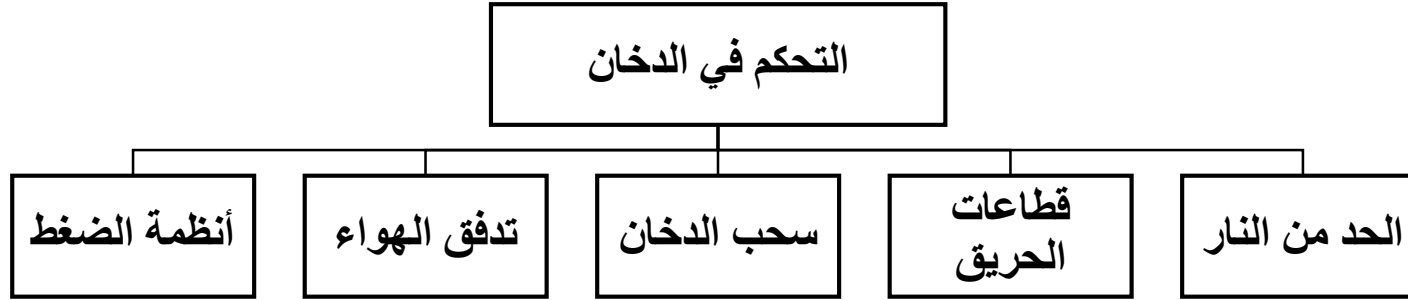 التحكم في الدخان
الحد من النار
قطاعات
الحريق
سحب الدخان
تدفق الهواء
أنظمة الضغط